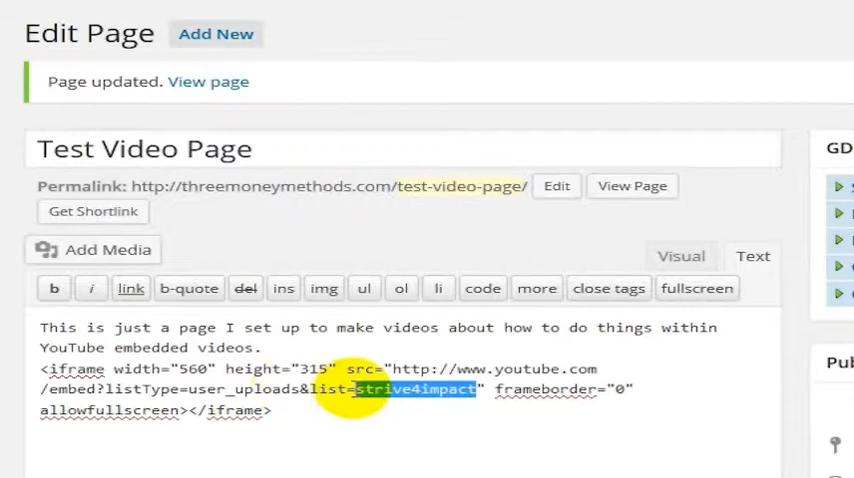 Edit Page Add New
Page updated. View page
Test Video Page
GD
Permalink: http://threemoneymethods.com/test-video-page/ Edit View Page
Get Shortlink
Add Media
Visual Text
b i link b-quote del ins img ul ol li code more close tags fullscreen
This is just a page I set up to make videos about how to do things within
YouTube embedded videos.
<iframe width="560" height="315" src="http://www.youtube.com
/embed?listType=user_uploads&list=strive4impact" frameborder="0"
allowfullscreen></iframe>
Pu